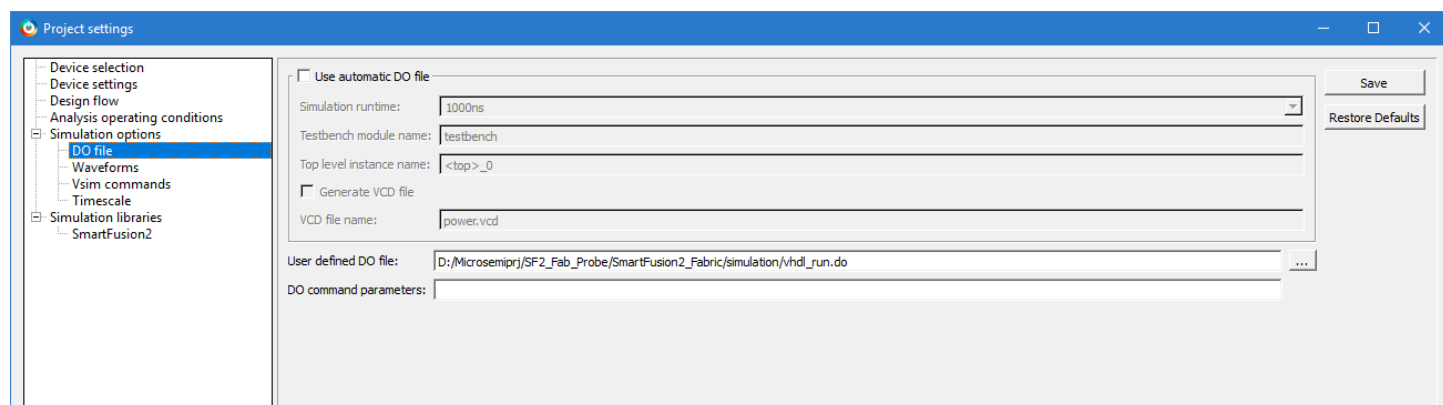 Project settings
Device selection
Device settings
Design flow
Analysis operating conditions
Simulation options
DO file
Waveforms
Vsim commands
Timescale
Simulation libraries
SmartFusion2
Use automatic DO file
Simulation runtime: 1000ns
Testbench module name: testbench
Top level instance name: <top>_0
Generate VCD file
VCD file name: power.vcd
User defined DO file: D:/Microsemiprj/SF2_Fab_Probe/SmartFusion2_Fabric/simulation/vhdl_run.do ...
DO command parameters:
Save
Restore Defaults